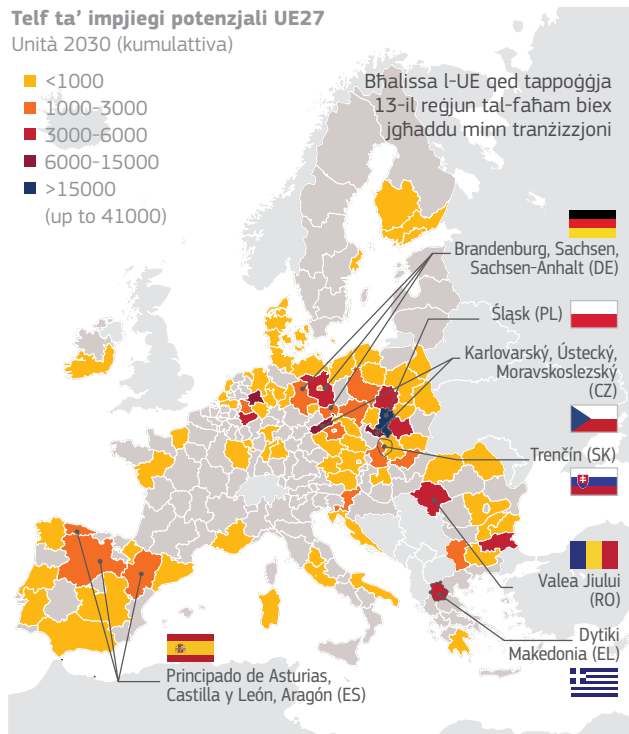 Telf ta’ impjiegi potenzjali UE27
Unità 2030 (kumulattiva)
<1000
1000-3000
3000-6000
6000-15000
>15000
(up to 41000)
Bħalissa l-UE qed tappoġġja
13-il reġjun tal-faħam biex
jgħaddu minn tranżizzjoni
Brandenburg, Sachsen,
Sachsen-Anhalt (DE)
Śląsk (PL)
Karlovarský, Ústecký,
Moravskoslezský
(CZ)
Trenčín (SK)
Valea Jiului
(RO)
Dytiki
Makedonia (EL)
Principado de Asturias,
Castilla y León, Aragón (ES)